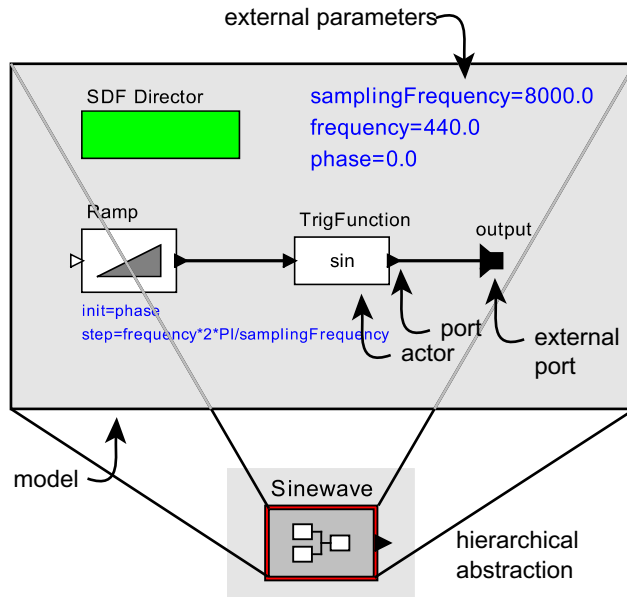 external parameters
SDF Director
samplingFrequency=8000.0
frequency=440.0
phase=0.0
Ramp
TrigFunction
output
sin
init=phase
step=frequency*2*PI/samplingFrequency
port
actor
external
port
model
Sinewave
hierarchical
abstraction